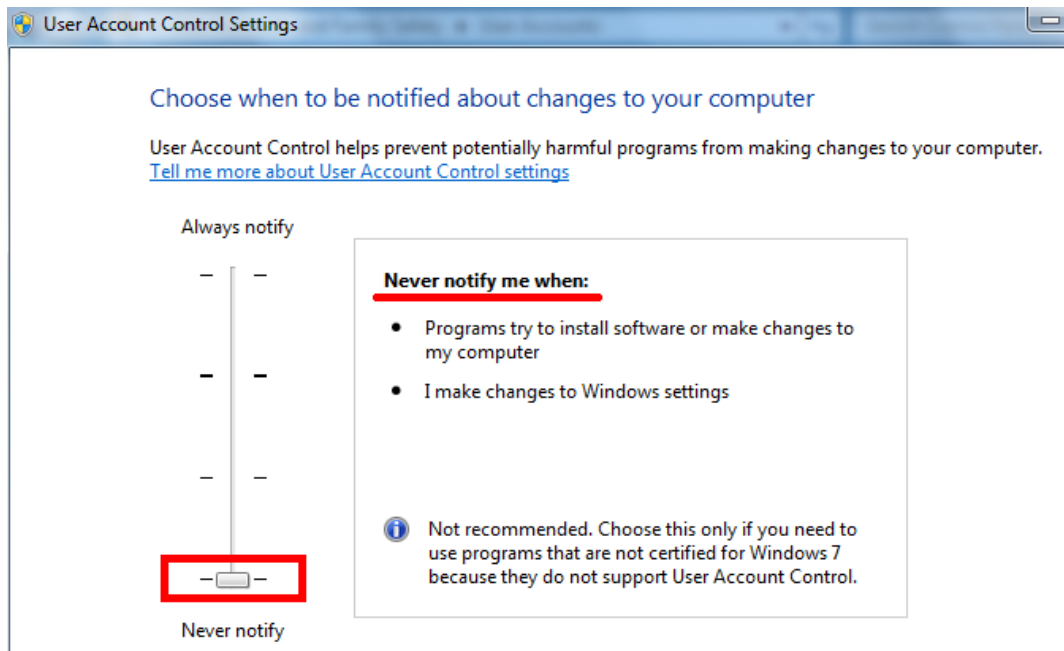 User Account Control Settings
Choose when to be notified about changes to your computer
User Account Control helps prevent potentially harmful programs from making changes to your computer.
Tell me more about User Account Control settings
Always notify
Never notify me when:
• Programs try to install software or make changes to
my computer
• I make changes to Windows settings
Not recommended. Choose this only if you need to
use programs that are not certified for Windows 7
because they do not support User Account Control.
Never notify